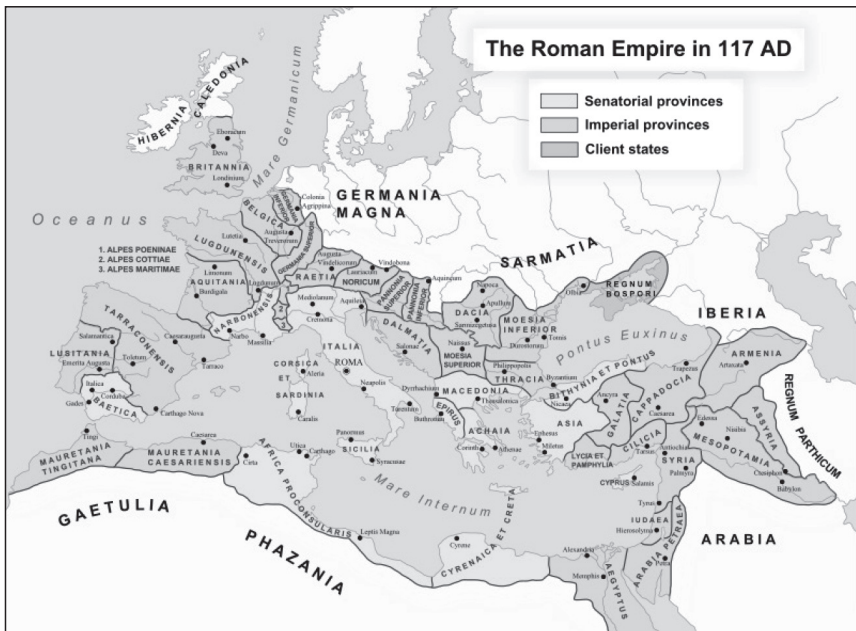 The Roman Empire in 117 AD
Senatorial provinces
Imperial provinces
Client states
CALEDONIA
HIBERNIA
Mare Germanicum
Eburacum
Deva
BRITANNIA
Londinium
Oceanus
GERMANIA
MAGNA
Colonia
Agrippina
GERMANIA
INFERIOR
BELGICA
Augusta
Treverorum
Lutetia
LUGDUNENSIS
GERMANIA SUPERIOR
1. ALPES POENINAE
2. ALPES COTTIAE
3. ALPES MARITIMAE
Limonum
AQUITANIA
Lugdunum
Burdigala
Augusta
Vindelicorum
RAETIA
Lauriacum
NORICUM
Vindobona
PANNONIA
SUPERIOR
PANNONIA
INFERIOR
Aquincum
SARMATIA
Napoca
Apullum
DACIA
Sarmizegetusa
MOESIA
INFERIOR
Olbia
REGNUM
BOSPORI
Tomis
Durostorum
IBERIA
Pontus Euxinus
NARBONENSIS
Narbo
Massilia
1
2
3
Mediolanum
Cremona
Aquileia
ITALIA
ROMA
DALMATIA
Salonae
Naissus
MOESIA
SUPERIOR
Philippopolis
THRACIA
Byzantium
BITHYNIA ET PONTUS
Nicaea
Trapezus
ARMENIA
Artaxata
REGNUM PARTHICUM
TARRACONENSIS
Salamantica
Caesaraugusta
LUSITANIA
Toletum
Emerita Augusta
Tarraco
Italica
Corduba
BAETICA
Gades
Carthago Nova
CORSICA
ET
SARDINIA
Aleria
Caralis
Neapolis
Tarentum
Dyrrhachium
MACEDONIA
Thessalonica
Buthrotum
EPIRUS
ACHAIA
Corinthus
Athenae
ASIA
Ephesus
Miletus
Ancyra
GALATIA
CAPPADOCIA
Caesarea
CILICIA
Tarsus
LYCIA ET
PAMPHYLIA
Edessa
Nisibis
ASSYRIA
MESOPOTAMIA
Ctesiphon
Babylon
Antiochia
SYRIA
Palmyra
CYPRUS
Salamis
Tyrus
IUDAEA
Hierosolyma
ARABIA PETRAEA
Petra
ARABIA
Tingi
MAURETANIA
TINGITANA
Caesarea
MAURETANIA
CAESARIENSIS
Cirta
Utica
Carthago
AFRICA PROCONSULARIS
Panormus
SICILIA
Syracusae
Mare Internum
Leptis Magna
Cyrene
CYRENAICA ET CRETA
Alexandria
Memphis
AEGYPTUS
GAETULIA
PHAZANIA